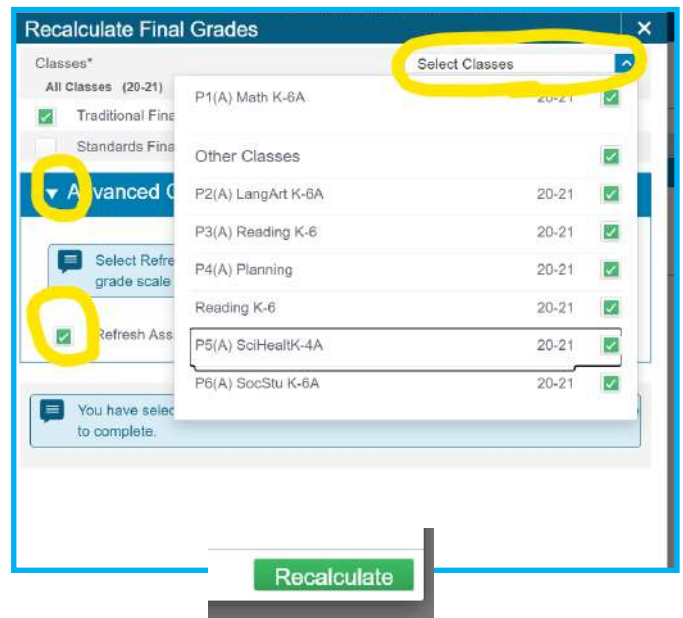 Recalculate Final Grades
Classes*
Select Classes
All Classes (20-21)
P1(A) Math K-6A 20-21
Traditional Fina
Standards Fina
Other Classes
Advanced
P2(A) LangArt K-6A 20-21
P3(A) Reading K-6 20-21
Select Refre
grade scale
P4(A) Planning 20-21
Reading K-6 20-21
Refresh Ass
P5(A) SciHealtK-4A 20-21
P6(A) SocStu K-6A 20-21
You have selec
to complete.
Recalculate